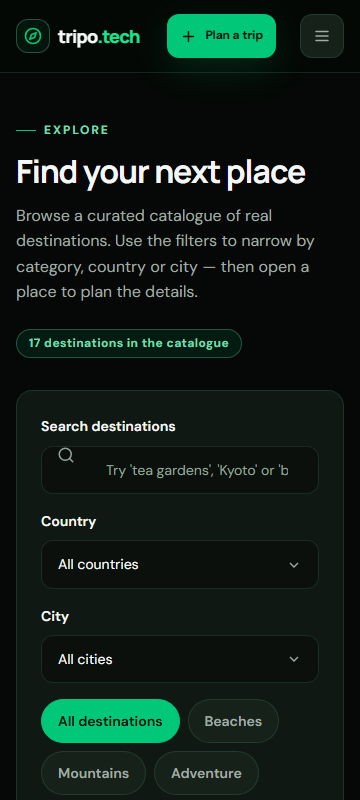 tripo.tech
Plan a trip
EXPLORE
Find your next place
Browse a curated catalogue of real
destinations. Use the filters to narrow by
category, country or city — then open a
place to plan the details.
17 destinations in the catalogue
Search destinations
Try 'tea gardens', 'Kyoto' or 'b
Country
All countries
City
All cities
All destinations
Beaches
Mountains
Adventure